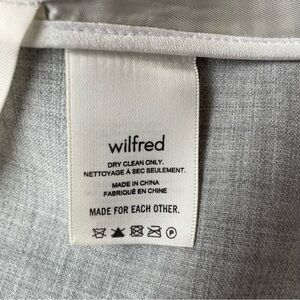 wilfred
DRY CLEAN ONLY.
NETTOYAGE À SEC SEULEMENT.
MADE IN CHINA
FABRIQUÉ EN CHINE
MADE FOR EACH OTHER.
P